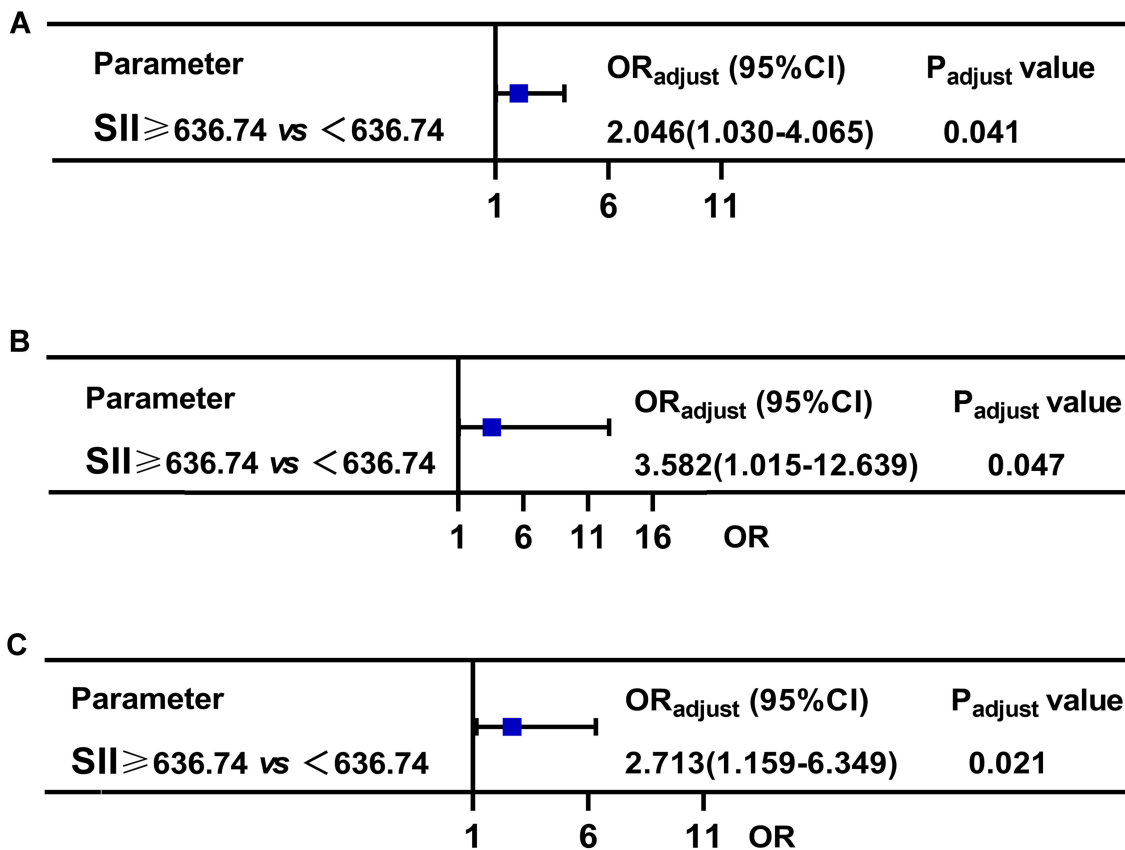 A
Parameter ORadjust (95%CI) Padjust value
SII≥636.74 vs <636.74 2.046(1.030-4.065) 0.041
1 6 11
B
Parameter ORadjust (95%CI) Padjust value
SII≥636.74 vs <636.74 3.582(1.015-12.639) 0.047
1 6 11 16 OR
C
Parameter ORadjust (95%CI) Padjust value
SII≥636.74 vs <636.74 2.713(1.159-6.349) 0.021
1 6 11 OR